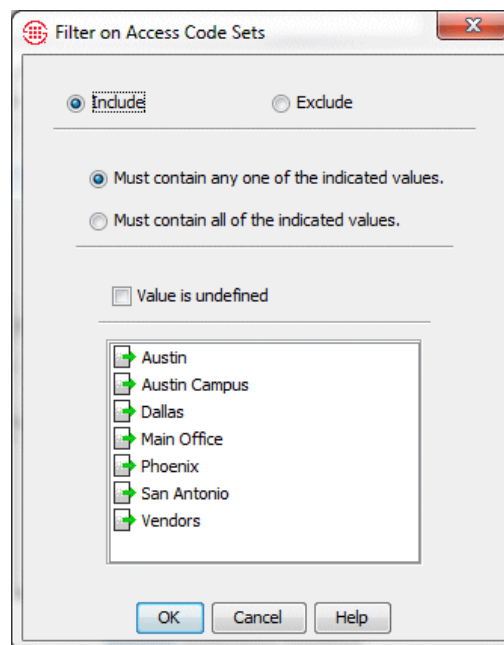 Filter on Access Code Sets
Include
Exclude
Must contain any one of the indicated values.
Must contain all of the indicated values.
Value is undefined
Austin
Austin Campus
Dallas
Main Office
Phoenix
San Antonio
Vendors
OK
Cancel
Help